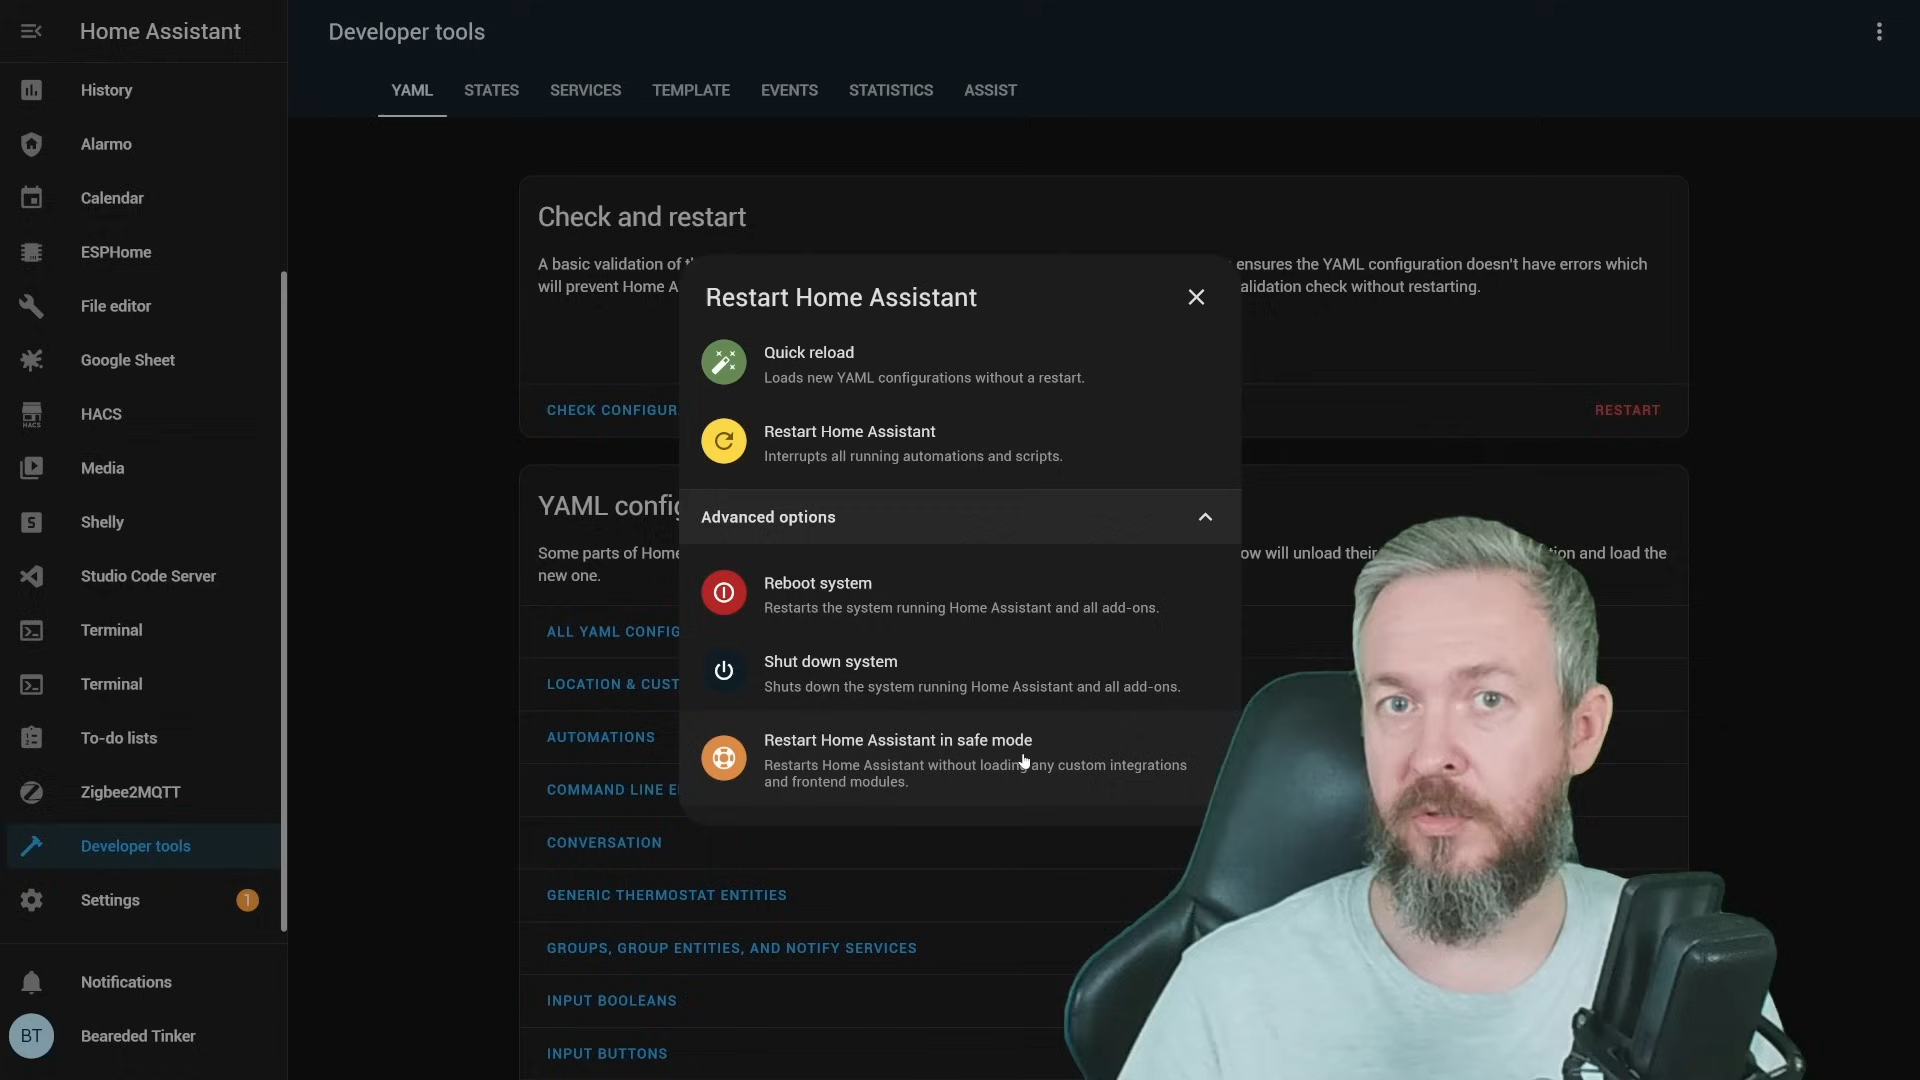 Home Assistant
History
Alarmo
Calendar
ESPHome
File editor
Google Sheet
HACS
HACS
Media
Shelly
Studio Code Server
Terminal
Terminal
To-do lists
Zigbee2MQTT
Developer tools
Settings
1
Notifications
BT
Bearded Tinker
Developer tools
YAML STATES SERVICES TEMPLATE EVENTS STATISTICS ASSIST
Check and restart
A basic validation of ensures the YAML configuration doesn't have errors which
will prevent Home A alidation check without restarting.
CHECK CONFIGUR RESTART
YAML config
Some parts of Home ow will unload their tion and load the
new one.
ALL YAML CONFIG
LOCATION & CUST
AUTOMATIONS
COMMAND LINE E
CONVERSATION
GENERIC THERMOSTAT ENTITIES
GROUPS, GROUP ENTITIES, AND NOTIFY SERVICES
INPUT BOOLEANS
INPUT BUTTONS
Restart Home Assistant
Quick reload
Loads new YAML configurations without a restart.
Restart Home Assistant
Interrupts all running automations and scripts.
Advanced options
Reboot system
Restarts the system running Home Assistant and all add-ons.
Shut down system
Shuts down the system running Home Assistant and all add-ons.
Restart Home Assistant in safe mode
Restarts Home Assistant without loading any custom integrations
and frontend modules.